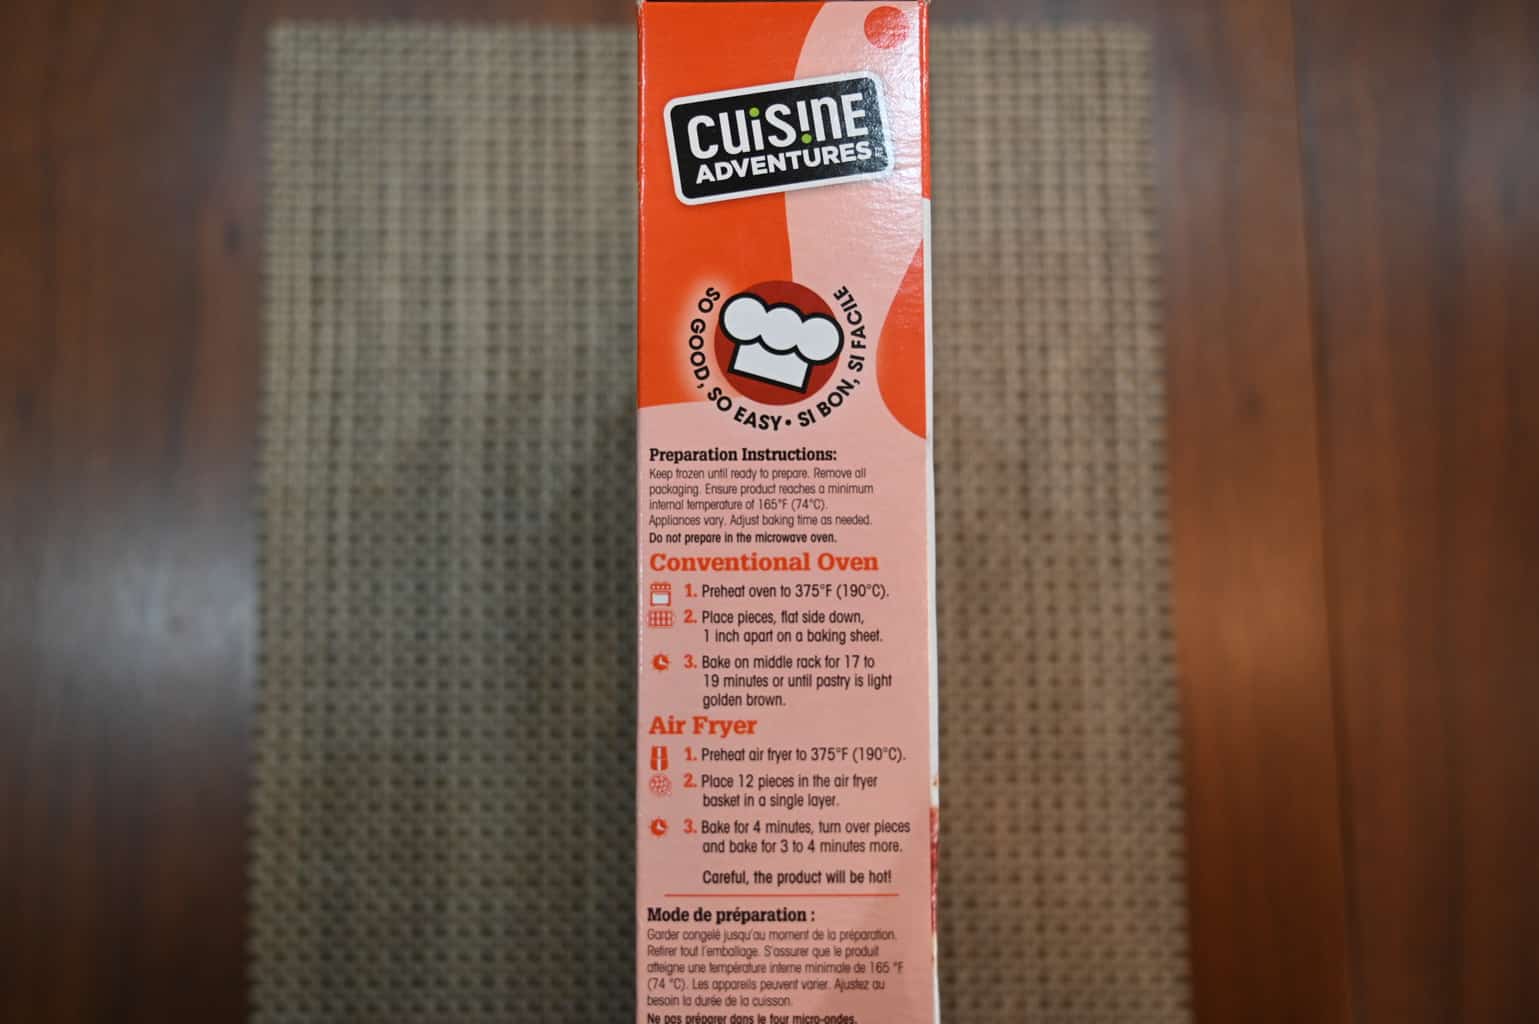 CUiS!NE
ADVENTURES
SO GOOD, SO EASY • SI BON, SI FACILE
Preparation Instructions:
Keep frozen until ready to prepare. Remove all
packaging. Ensure product reaches a minimum
internal temperature of 165°F (74°C).
Appliances vary. Adjust baking time as needed.
Do not prepare in the microwave oven.
Conventional Oven
1. Preheat oven to 375°F (190°C).
2. Place pieces, flat side down,
1 inch apart on a baking sheet.
3. Bake on middle rack for 17 to
19 minutes or until pastry is light
golden brown.
Air Fryer
1. Preheat air fryer to 375°F (190°C).
2. Place 12 pieces in the air fryer
basket in a single layer.
3. Bake for 4 minutes, turn over pieces
and bake for 3 to 4 minutes more.
Careful, the product will be hot!
Mode de préparation :
Garder congelé jusqu'au moment de la préparation.
Retirer tout l'emballage. S'assurer que le produit
atteigne une température interne minimale de 165 °F
(74 °C). Les appareils peuvent varier. Ajustez au
besoin la durée de la cuisson.
Ne pas préparer dans le four micro-ondes.